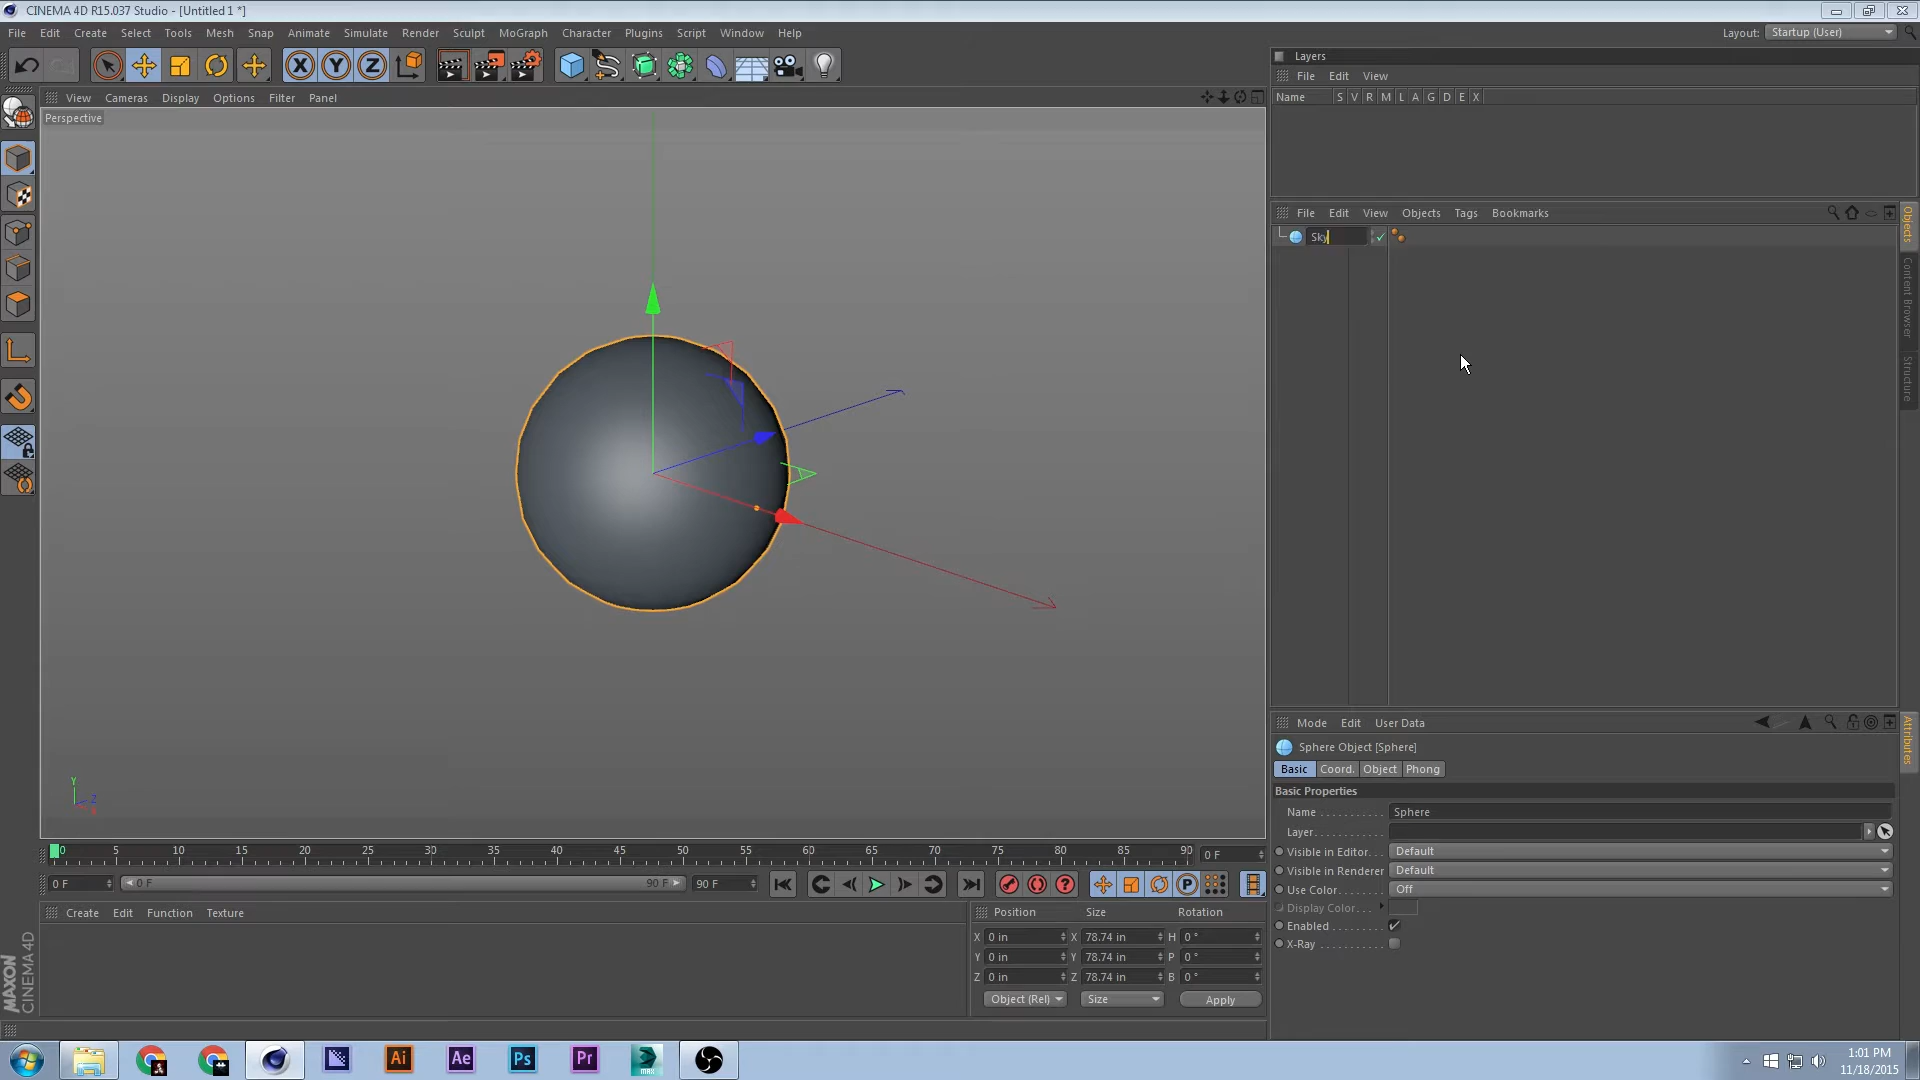 CINEMA 4D R15.037 Studio - [Untitled 1 *]
File Edit Create Select Tools Mesh Snap Animate Simulate Render Sculpt MoGraph Character Plugins Script Window Help
Layout: Startup (User)
X Y Z
View Cameras Display Options Filter Panel
Perspective
Y
Z
X
0 5 10 15 20 25 30 35 40 45 50 55 60 65 70 75 80 85 90
0 F
0 F
0 F 90 F
90 F
P
Create Edit Function Texture
MAXON
CINEMA 4D
Position Size Rotation
X 0 in X 78.74 in H 0 °
Y 0 in Y 78.74 in P 0 °
Z 0 in Z 78.74 in B 0 °
Object (Rel) Size Apply
Layers
File Edit View
Name S V R M L A G D E X
File Edit View Objects Tags Bookmarks
Sky
Objects
Content Browser
Structure
Mode Edit User Data
Attributes
Sphere Object [Sphere]
Basic Coord. Object Phong
Basic Properties
Name . . . . . . . . . . . Sphere
Layer. . . . . . . . . . .
Visible in Editor. . . Default
Visible in Renderer Default
Use Color. . . . . . . Off
Display Color. . . .
Enabled . . . . . . . .
X-Ray . . . . . . . . . .
Ai
Ae
Ps
Pr
MAX
1:01 PM
11/18/2015